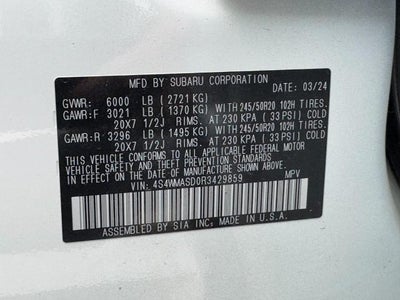 MFD BY SUBARU CORPORATION DATE: 03/24
GVWR: 6000 LB (2721 KG)
GAWR:F 3021 LB (1370 KG) WITH 245/50R20 102H TIRES.
20X7 1/2J RIMS. AT 230 KPA (33 PSI) COLD
GAWR:R 3296 LB (1495 KG) WITH 245/50R20 102H TIRES.
20X7 1/2J RIMS. AT 230 KPA (33 PSI) COLD
THIS VEHICLE CONFORMS TO ALL APPLICABLE FEDERAL MOTOR
VEHICLE SAFETY AND THEFT PREVENTION STANDARDS IN EFFECT
ON THE DATE OF MANUFACTURE SHOWN ABOVE.
VIN: 4S4WMASD0R3429859 MPV
ASSEMBLED BY SIA INC. MADE IN U.S.A.